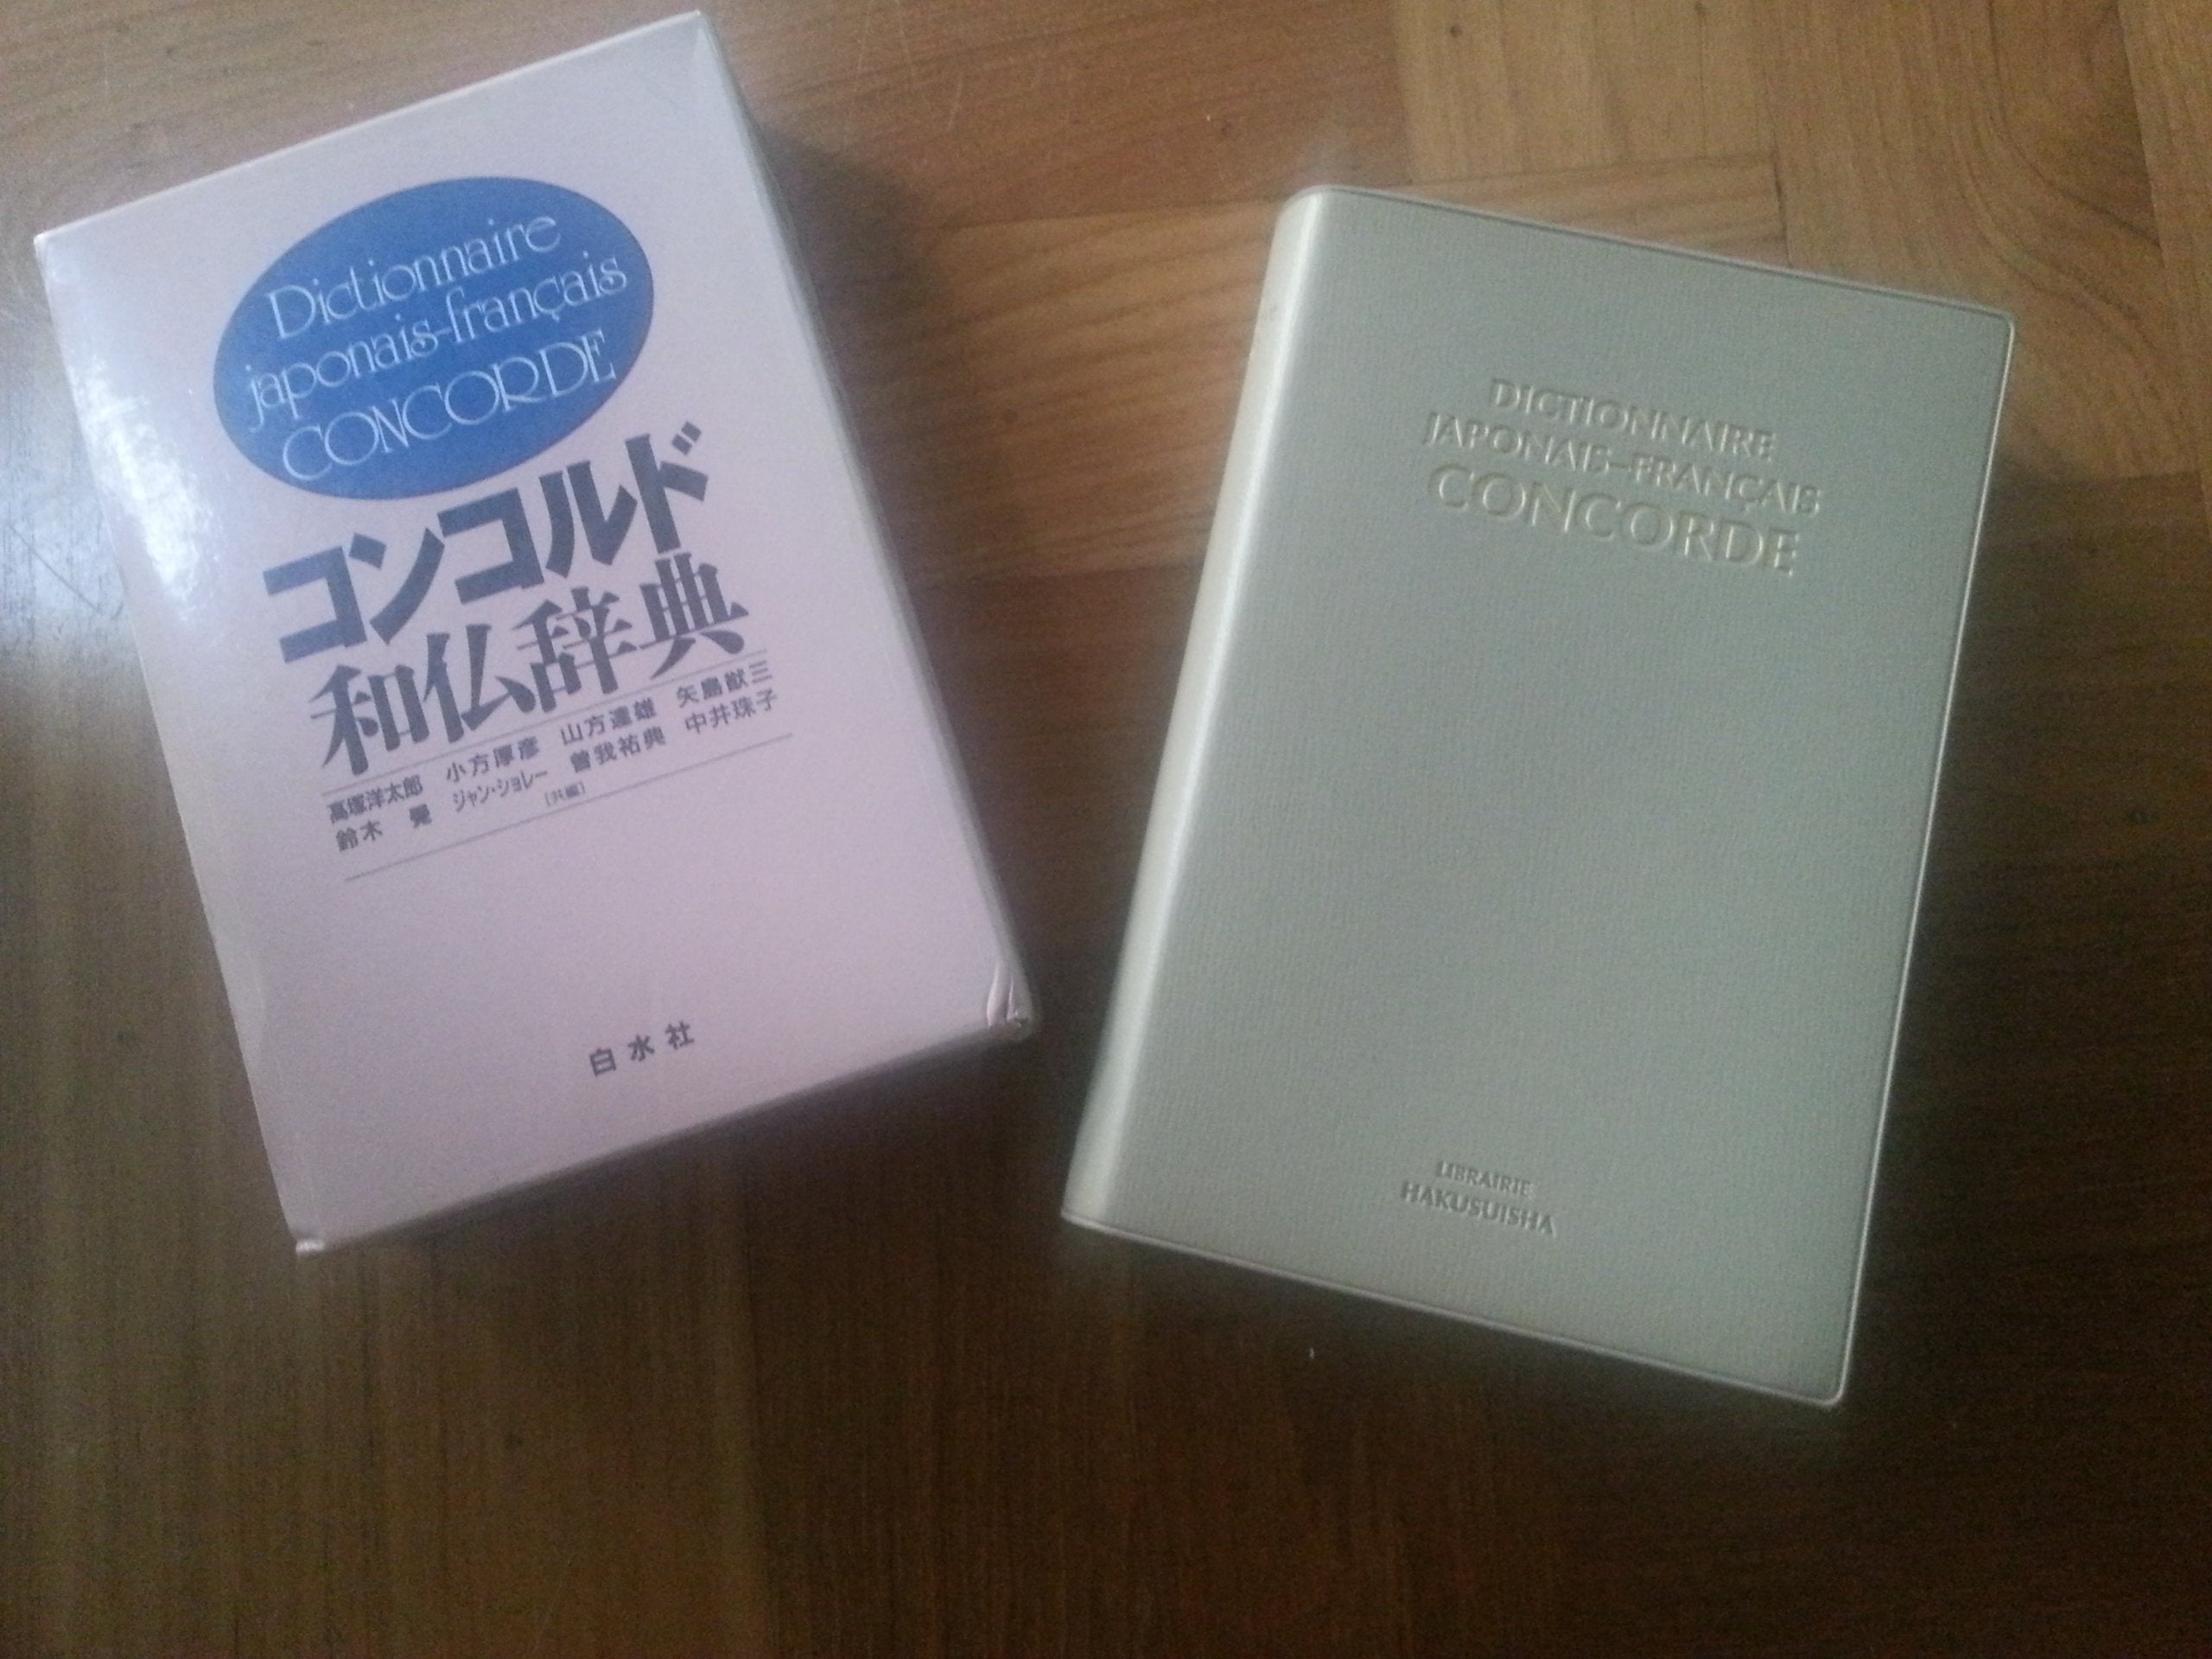 Dictionnaire
japonais-français
CONCORDE
コンコルド
和仏辞典
高塚洋太郎 小方厚彦 山方達雄 矢島猷三
鈴木 覺 ジャン・ショレー 曽我祐典 中井珠子
[共編]
白水社
DICTIONNAIRE
JAPONAIS-FRANÇAIS
CONCORDE
LIBRAIRIE
HAKUSUISHA